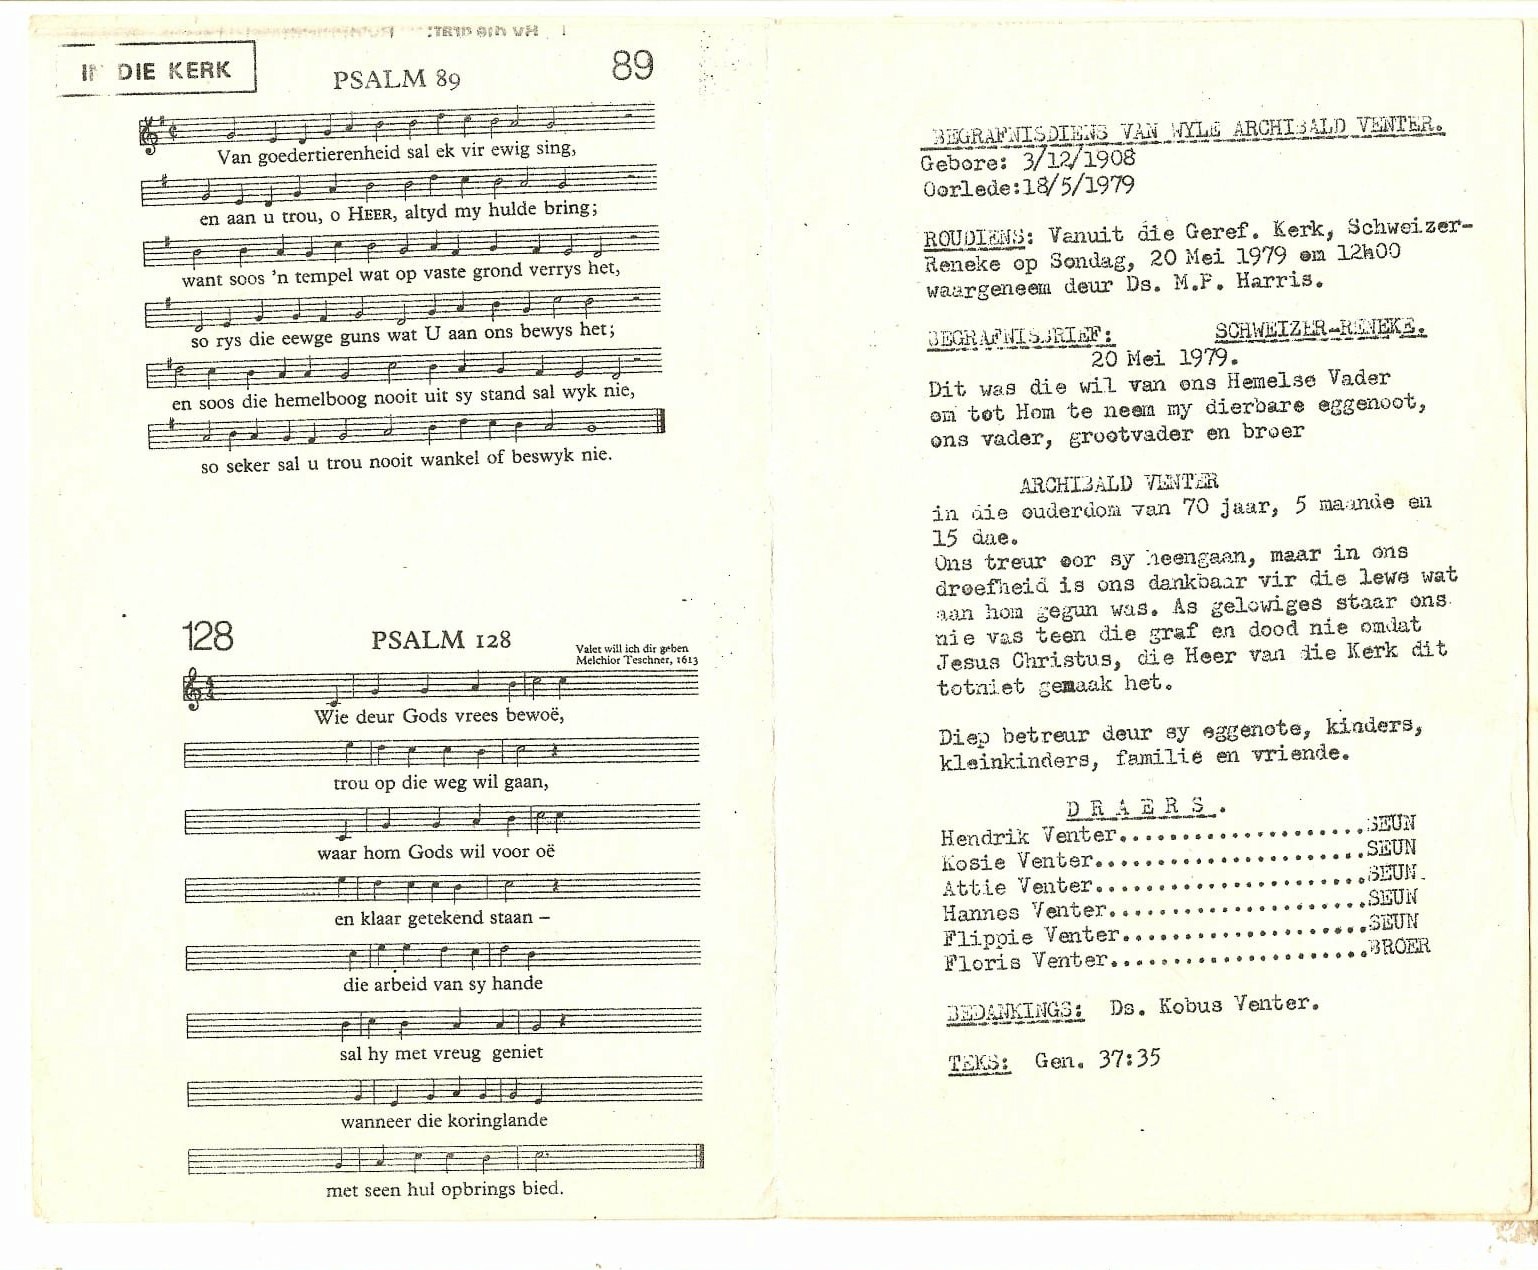 IN DIE KERK
PSALM 89
89
Van goedertierenheid sal ek vir ewig sing,
en aan u trou, o HEER, altyd my hulde bring;
want soos 'n tempel wat op vaste grond verrys het,
so rys die eewge guns wat U aan ons bewys het;
en soos die hemelboog nooit uit sy stand sal wyk nie,
so seker sal u trou nooit wankel of beswyk nie.
128
PSALM 128
Valet will ich dir geben
Melchior Teschner, 1613
Wie deur Gods vrees bewoë,
trou op die weg wil gaan,
waar hom Gods wil voor oë
en klaar getekend staan –
die arbeid van sy hande
sal hy met vreug geniet
wanneer die koringlande
met seen hul opbrings bied.
BEGRAFNISDIENS VAN WYLE ARCHIBALD VENTER.
Gebore: 3/12/1908
Oorlede:18/5/1979
ROUDIENS: Vanuit die Geref. Kerk, Schweizer-
Reneke op Sondag, 20 Mei 1979 om 12h00
waargeneem deur Ds. M.P. Harris.
BEGRAFNISBRIEF: SCHWEIZER-RENEKE.
20 Mei 1979.
Dit was die wil van ons Hemelse Vader
om tot Hom te neem my dierbare eggenoot,
ons vader, grootvader en broer
ARCHIBALD VENTER
in die ouderdom van 70 jaar, 5 maande en
15 dae.
Ons treur oor sy heengaan, maar in ons
droefheid is ons dankbaar vir die lewe wat
aan hom gegun was. As gelowiges staar ons
nie vas teen die graf en dood nie omdat
Jesus Christus, die Heer van die Kerk dit
totniet gemaak het.
Diep betreur deur sy eggenote, kinders,
kleinkinders, familie en vriende.
D R A E R S .
Hendrik Venter....................SEUN
Kosie Venter......................SEUN
Attie Venter......................SEUN.
Hannes Venter.....................SEUN
Flippie Venter....................SEUN
Floris Venter.....................BROER
BEDANKINGS: Ds. Kobus Venter.
TEKS: Gen. 37:35